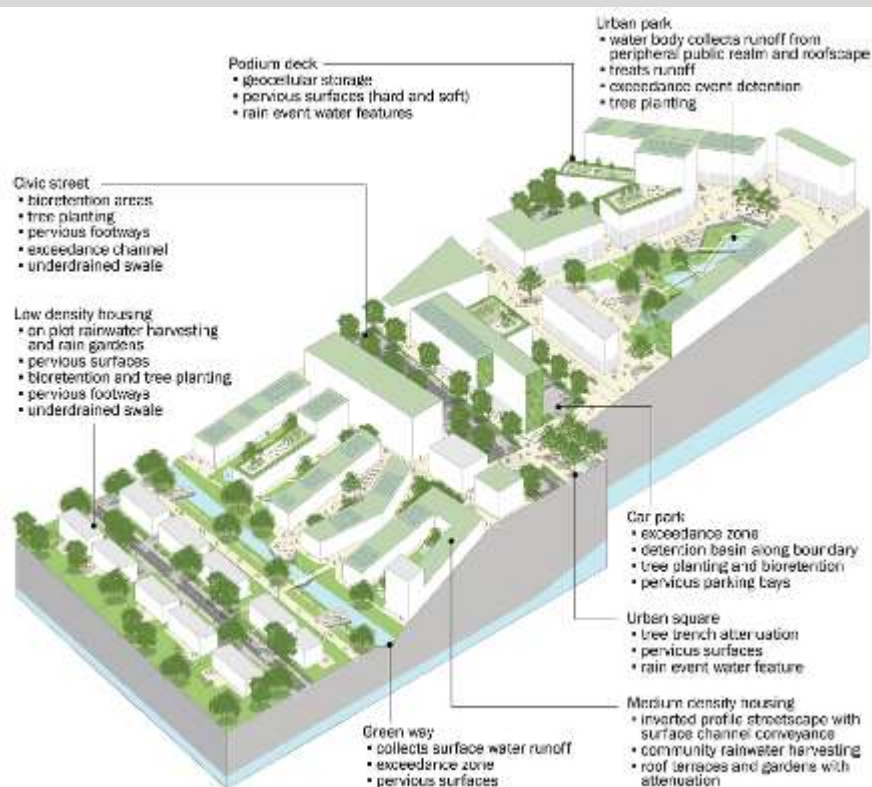 Urban park
• water body collects runoff from
peripheral public realm and roofscape
• treats runoff
• exceedance event detention
• tree planting
Podium deck
• geocellular storage
• pervious surfaces (hard and soft)
• rain event water features
Civic street
• bioretention areas
• tree planting
• pervious footways
• exceedance channel
• underdrained swale
Low density housing
• on plot rainwater harvesting
and rain gardens
• pervious surfaces
• bioretention and tree planting
• pervious footways
• underdrained swale
Car park
• exceedance zone
• detention basin along boundary
• tree planting and bioretention
• pervious parking bays
Urban square
• tree trench attenuation
• pervious surfaces
• rain event water feature
Medium density housing
• inverted profile streetscape with
surface channel conveyance
• community rainwater harvesting
• roof terraces and gardens with
attenuation
Green way
• collects surface water runoff
• exceedance zone
• pervious surfaces